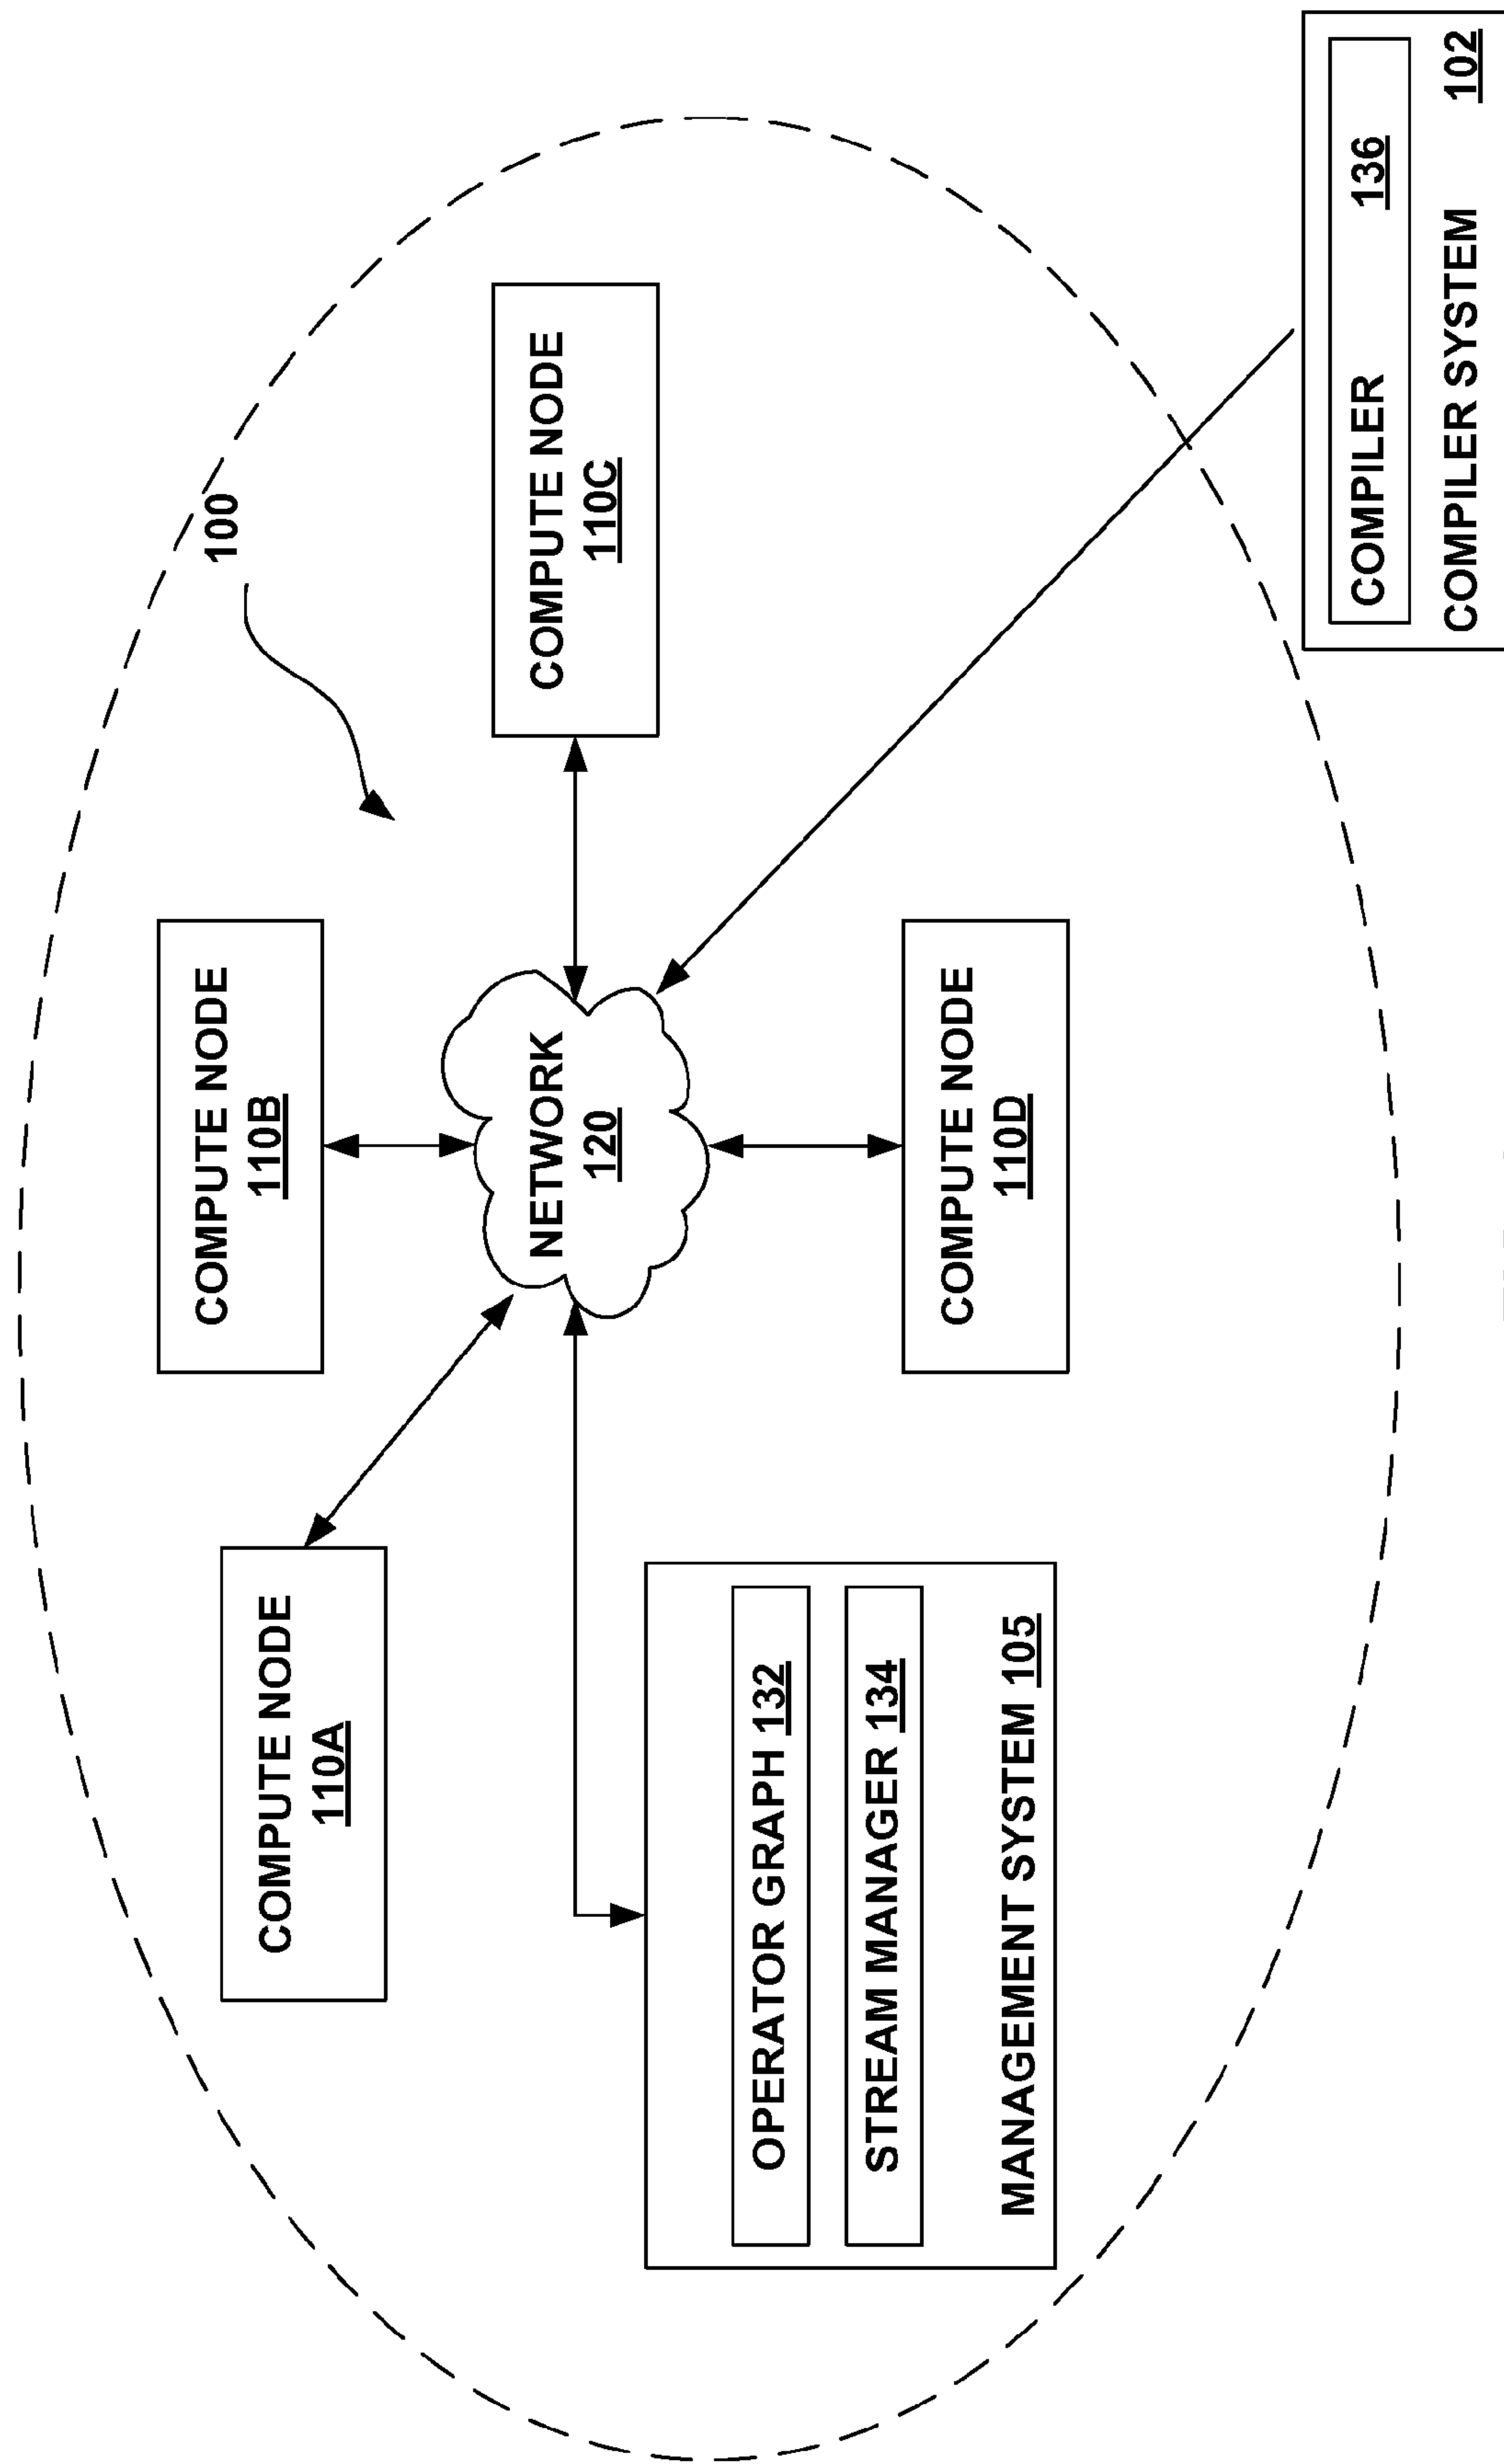 100
COMPUTE NODE
110A
COMPUTE NODE
110B
COMPUTE NODE
110C
NETWORK
120
COMPUTE NODE
110D
OPERATOR GRAPH 132
STREAM MANAGER 134
MANAGEMENT SYSTEM 105
COMPILER 136
COMPILER SYSTEM 102